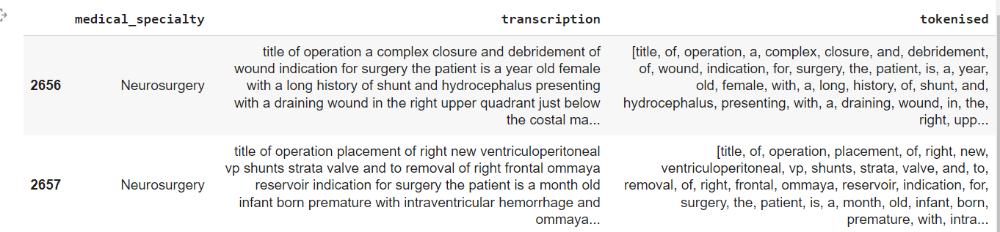 medical_specialty transcription tokenised
2656 Neurosurgery
title of operation a complex closure and debridement of
wound indication for surgery the patient is a year old female
with a long history of shunt and hydrocephalus presenting
with a draining wound in the right upper quadrant just below
the costal ma...
[title, of, operation, a, complex, closure, and, debridement,
of, wound, indication, for, surgery, the, patient, is, a, year,
old, female, with, a, long, history, of, shunt, and,
hydrocephalus, presenting, with, a, draining, wound, in, the,
right, upp...
2657 Neurosurgery
title of operation placement of right new ventriculoperitoneal
vp shunts strata valve and to removal of right frontal ommaya
reservoir indication for surgery the patient is a month old
infant born premature with intraventricular hemorrhage and
ommaya...
[title, of, operation, placement, of, right, new,
ventriculoperitoneal, vp, shunts, strata, valve, and, to,
removal, of, right, frontal, ommaya, reservoir, indication, for,
surgery, the, patient, is, a, month, old, infant, born,
premature, with, intra...